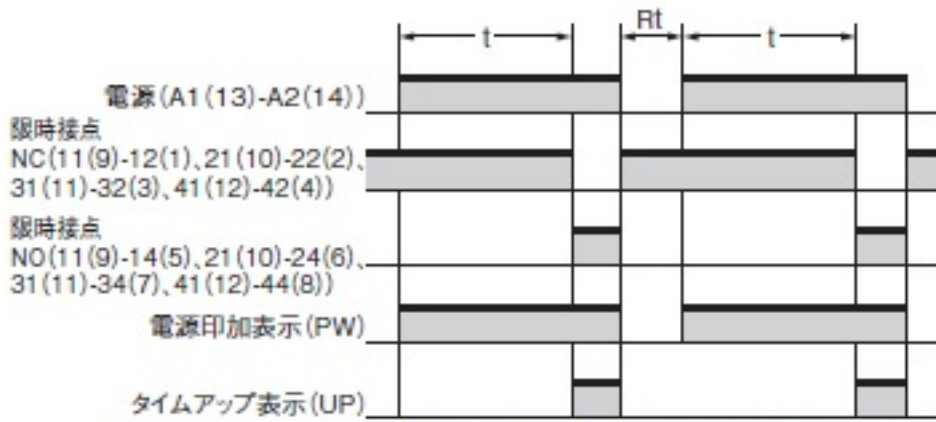 t
Rt
t
電源(A1(13)-A2(14))
限時接点
NC(11(9)-12(1)、21(10)-22(2)、
31(11)-32(3)、41(12)-42(4))
限時接点
NO(11(9)-14(5)、21(10)-24(6)、
31(11)-34(7)、41(12)-44(8))
電源印加表示(PW)
タイムアップ表示(UP)